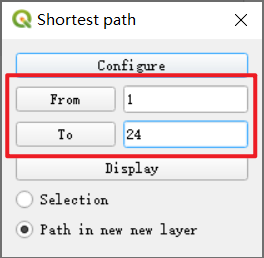 Shortest path
Configure
From 1
To 24
Display
Selection
Path in new new layer